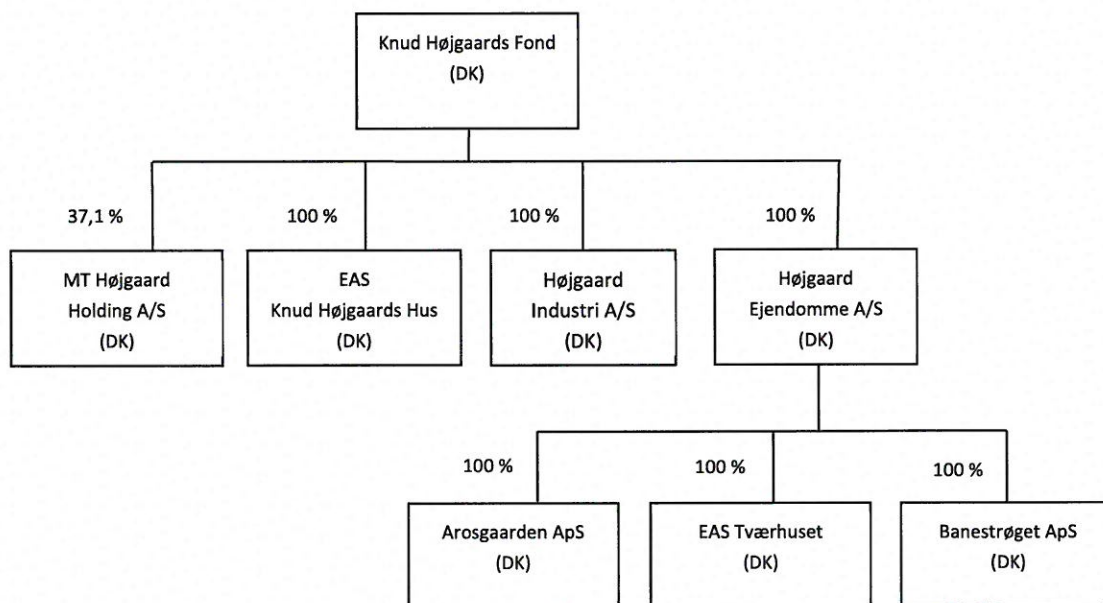 Knud Højgaards Fond
(DK)
37,1 %
100 %
100 %
100 %
MT Højgaard
Holding A/S
(DK)
EAS
Knud Højgaards Hus
(DK)
Højgaard
Industri A/S
(DK)
Højgaard
Ejendomme A/S
(DK)
100 %
100 %
100 %
Arosgaarden ApS
(DK)
EAS Tværhuset
(DK)
Banestrøget ApS
(DK)